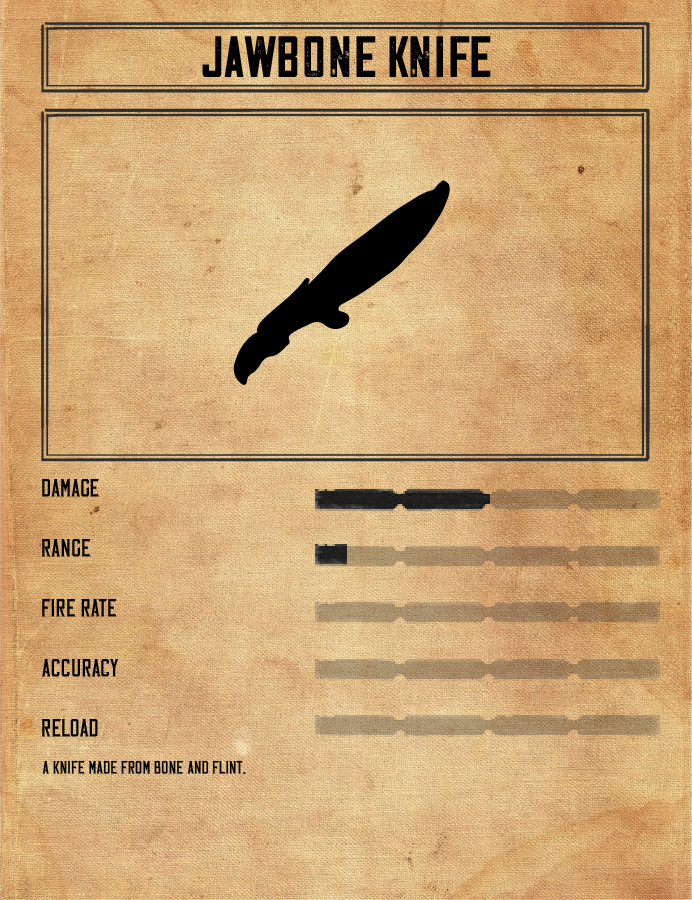 JAWBONE KNIFE
DAMAGE
RANGE
FIRE RATE
ACCURACY
RELOAD
A KNIFE MADE FROM BONE AND FLINT.